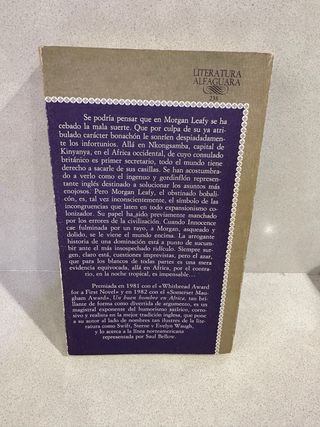 LITERATURA
ALFAGUARA
Se podría pensar que en Morgan Leafy se ha
cebado la mala suerte. Que por culpa de su ya atri-
bulado carácter bonachón le sonríen despiadadamen-
te los infortunios. Allá en Nkongsamba, capital de
Kinyanya, en el África occidental, de cuyo consulado
británico es primer secretario, todo el mundo tiene
derecho a sacarle de sus casillas. Se han acostumbra-
do a verlo como el ingenuo y gordinflón represen-
tante inglés destinado a solucionar los asuntos más
enojosos. Pero Morgan Leafy, el obstinado bobali-
cón, es, tal vez inconscientemente, el símbolo de las
incongruencias que laten en todo expansionismo co-
lonizador. Su papel ha sido previamente manchado
por los errores de la civilización. Cuando Innocence
cae fulminada por un rayo, a Morgan, asqueado y
dolido, se le viene el mundo encima. La arrogante
historia de una dominación está a punto de sucum-
bir ante el más insospechado ridículo. Siempre sur-
gen, claro está, cuestiones imprevistas, pero el azar,
que para los blancos de todas partes es una mera
evidencia equivocada, allá en África, por el contra-
rio, en la noche tropical, es impensable...
Premiada en 1981 con el «Whitbread Award
for a First Novel» y en 1982 con el «Somerset Mau-
gham Award», Un buen hombre en África, tan bri-
llante de forma como divertida de argumento, es un
magistral exponente del humorismo satírico, corro-
sivo y realista en la mejor tradición inglesa, que pone
a su autor al lado de nombres tan ilustres de la lite-
ratura como Swift, Sterne y Evelyn Waugh,
y lo acerca a la línea norteamericana
representada por Saul Bellow.